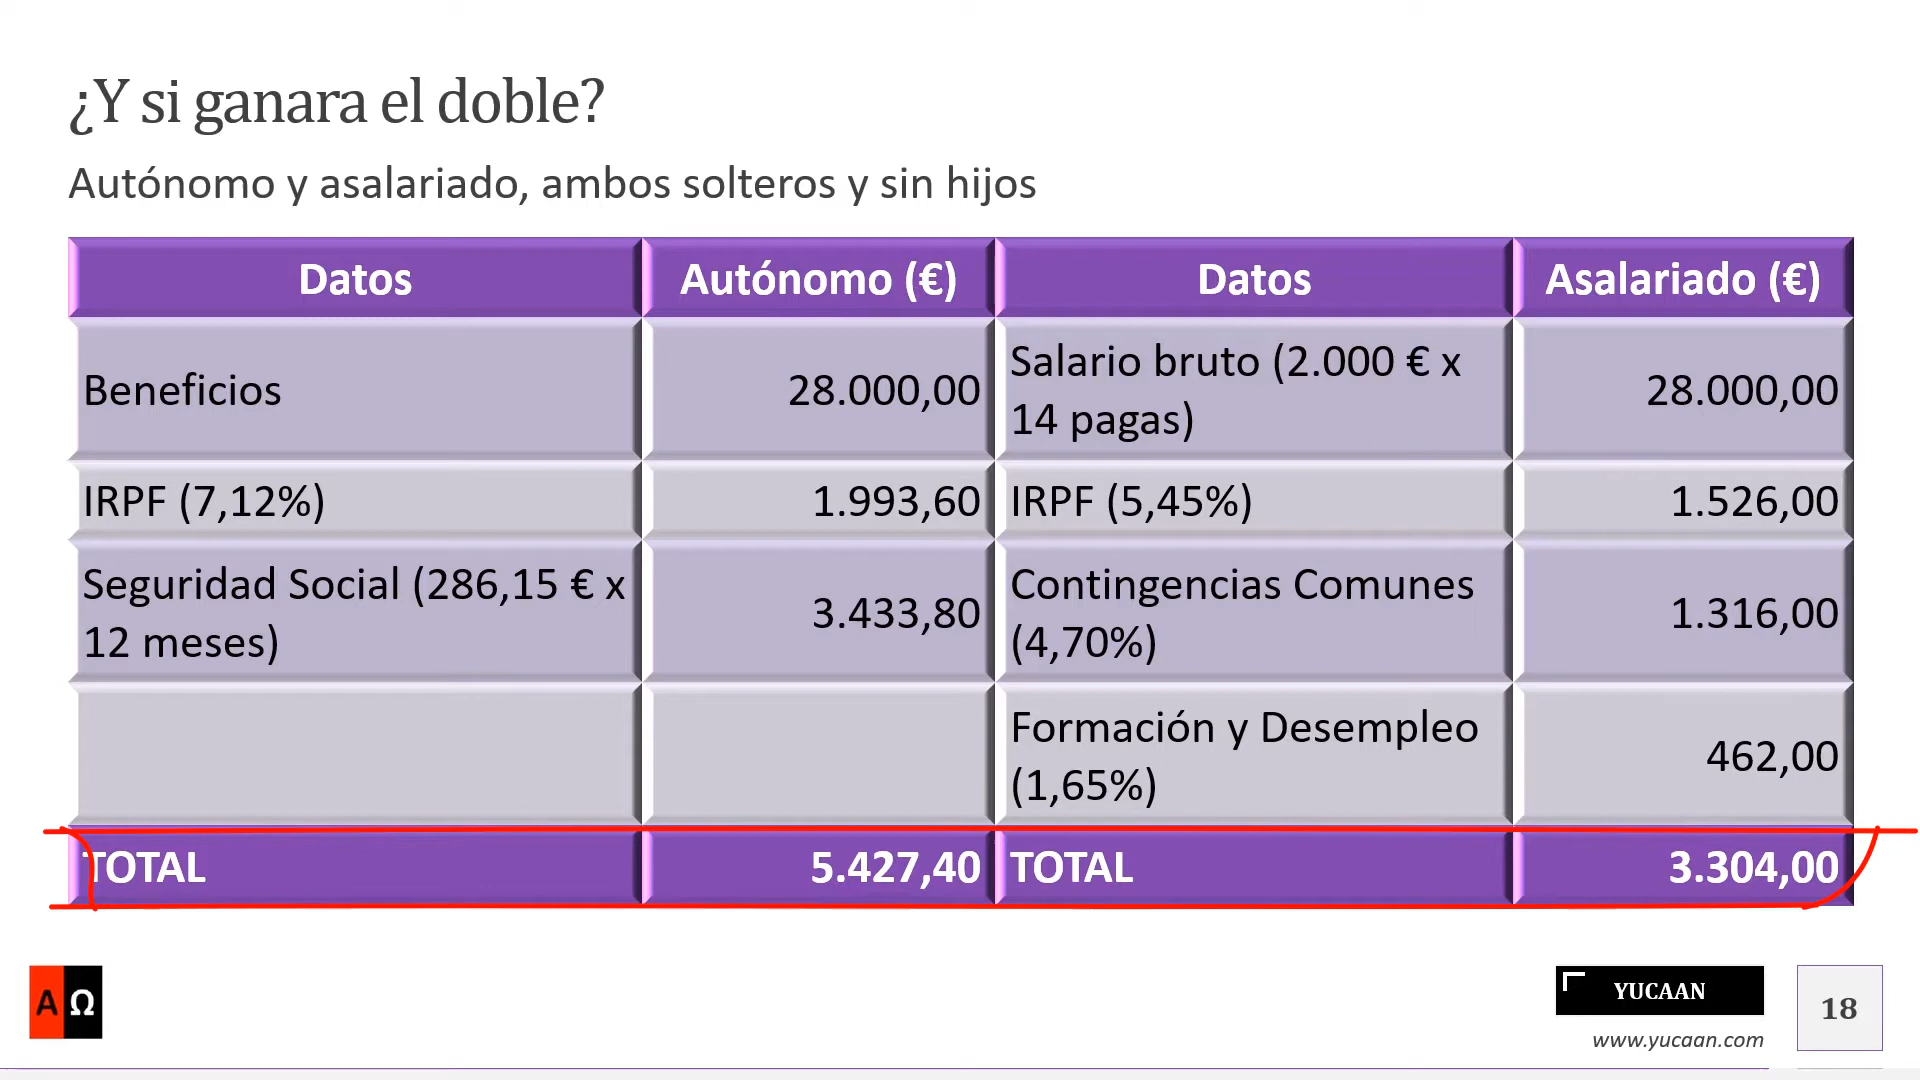 ¿Y si ganara el doble?
Autónomo y asalariado, ambos solteros y sin hijos
Datos Autónomo (€) Datos Asalariado (€)
Beneficios 28.000,00 Salario bruto (2.000 € x
14 pagas) 28.000,00
IRPF (7,12%) 1.993,60 IRPF (5,45%) 1.526,00
Seguridad Social (286,15 € x
12 meses) 3.433,80 Contingencias Comunes
(4,70%) 1.316,00
Formación y Desempleo
(1,65%) 462,00
TOTAL 5.427,40 TOTAL 3.304,00
ΑΩ
YUCAAN
www.yucaan.com
18